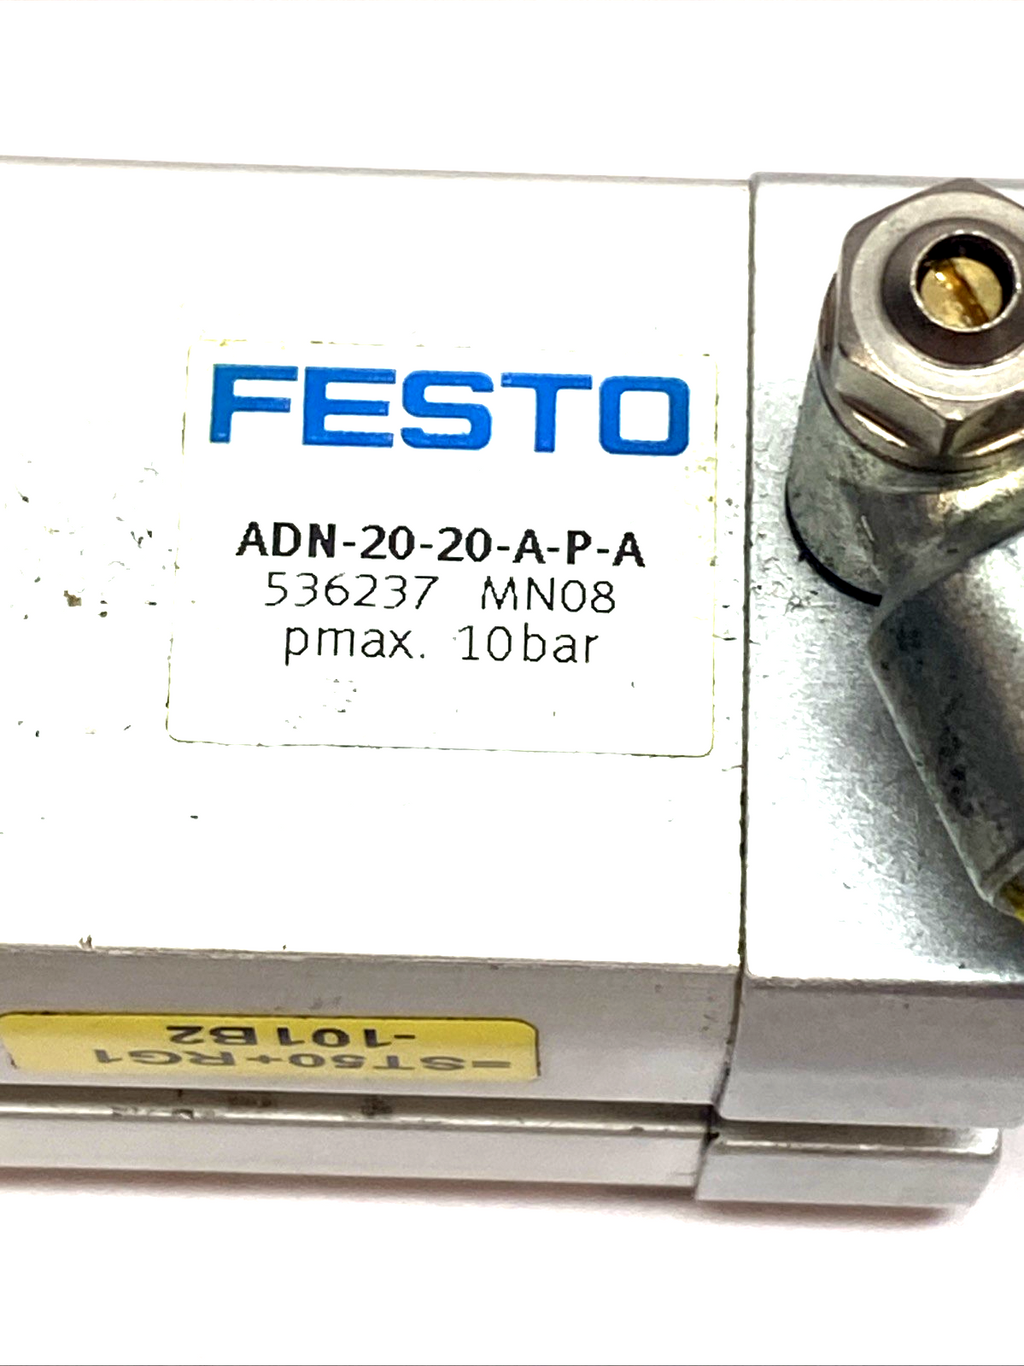 FESTO
ADN-20-20-A-P-A
536237 MN08
pmax. 10bar
=ST50+RG1
-101B2